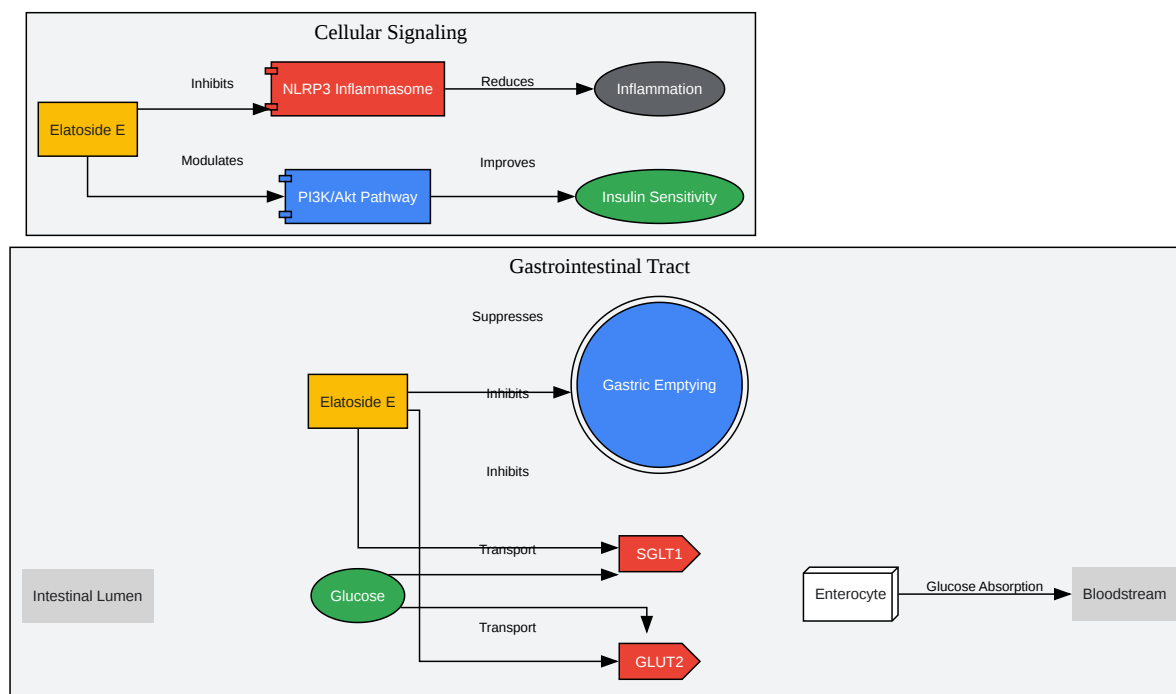 Cellular Signaling
Inhibits
NLRP3 Inflammasome
Reduces
Inflammation
Elatoside E
Modulates
PI3K/Akt Pathway
Improves
Insulin Sensitivity
Gastrointestinal Tract
Suppresses
Gastric Emptying
Elatoside E
Inhibits
Inhibits
Transport
SGLT1
Intestinal Lumen
Glucose
Enterocyte
Glucose Absorption
Bloodstream
Transport
GLUT2